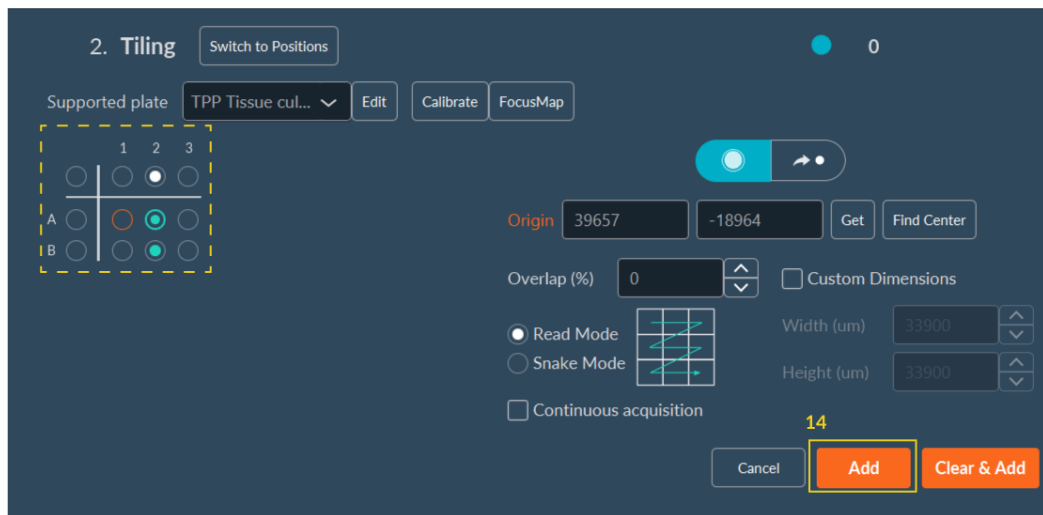 2. Tiling Switch to Positions 0
Supported plate TPP Tissue cul... Edit Calibrate FocusMap
1 2 3
A
B
Origin 39657 -18964 Get Find Center
Overlap (%) 0 Custom Dimensions
Read Mode
Snake Mode
Width (um) 33900
Height (um) 33900
Continuous acquisition
14
Cancel Add Clear & Add